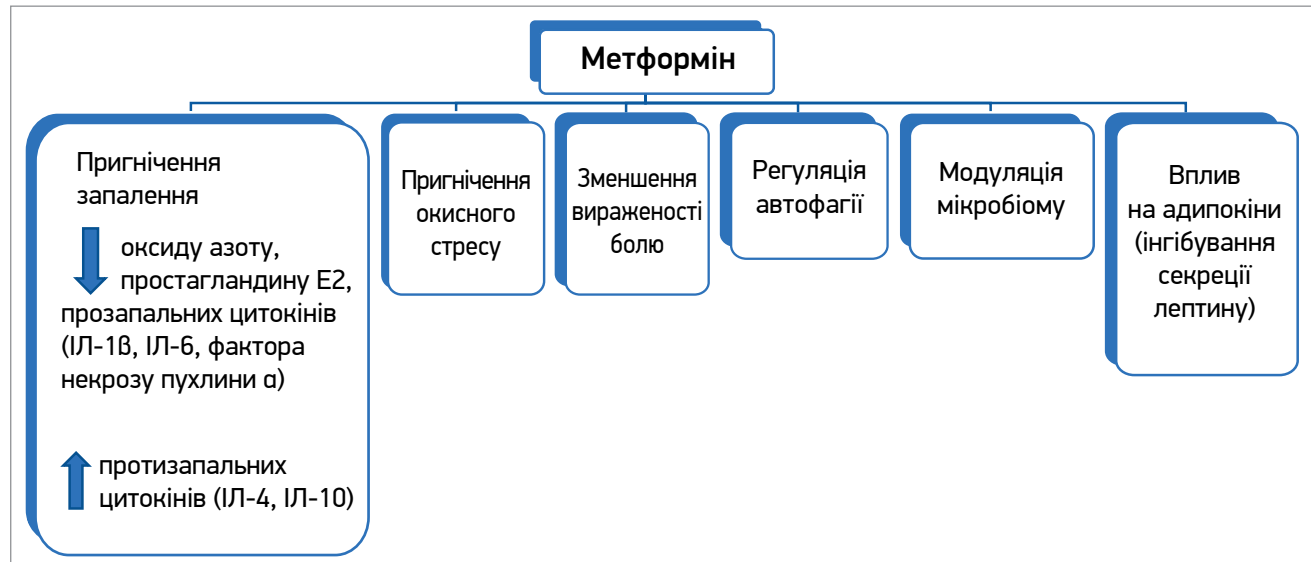 Метформін
Пригнічення
запалення
оксиду азоту,
простагландину Е2,
прозапальних цитокінів
(ІЛ-1ß, ІЛ-6, фактора
некрозу пухлини α)
протизапальних
цитокінів (ІЛ-4, ІЛ-10)
Пригнічення
окисного
стресу
Зменшення
вираженості
болю
Регуляція
автофагії
Модуляція
мікробіому
Вплив
на адипокіни
(інгібування
секреції
лептину)